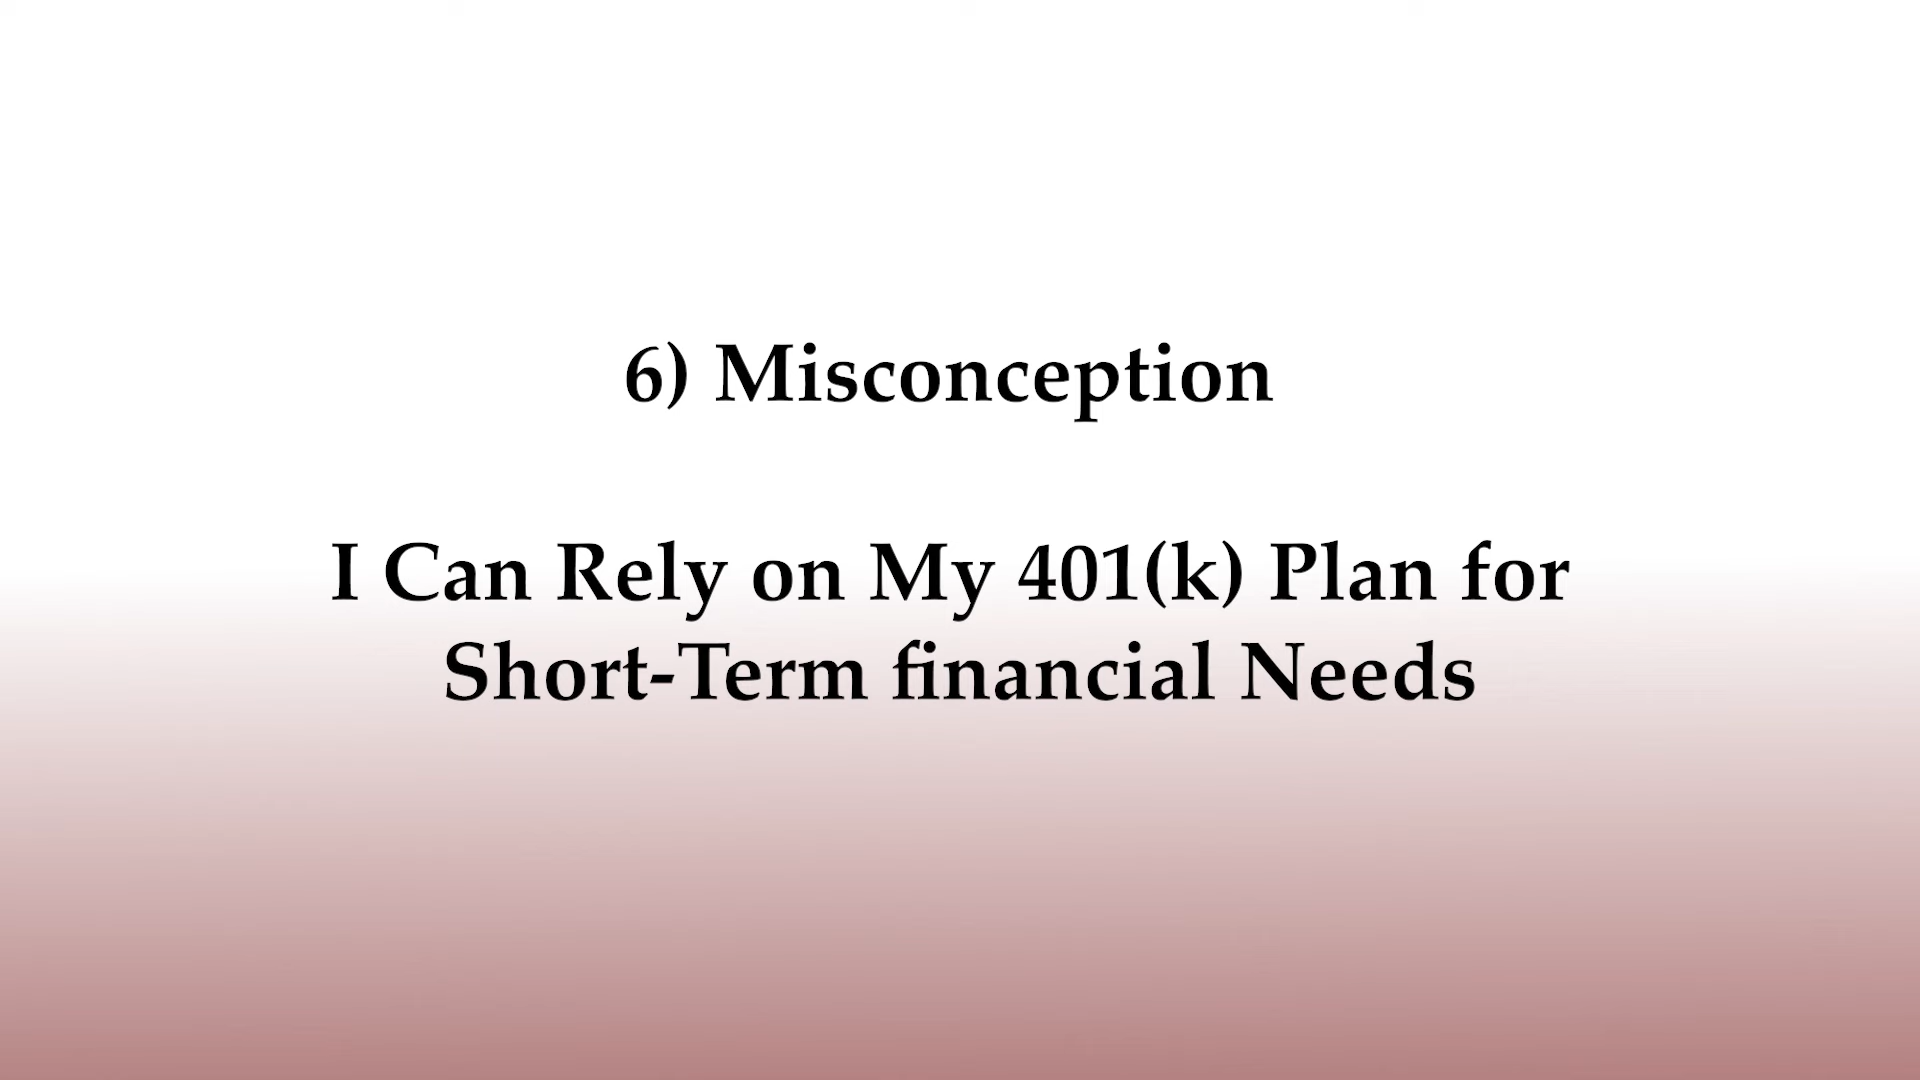 6) Misconception
I Can Rely on My 401(k) Plan for
Short-Term financial Needs